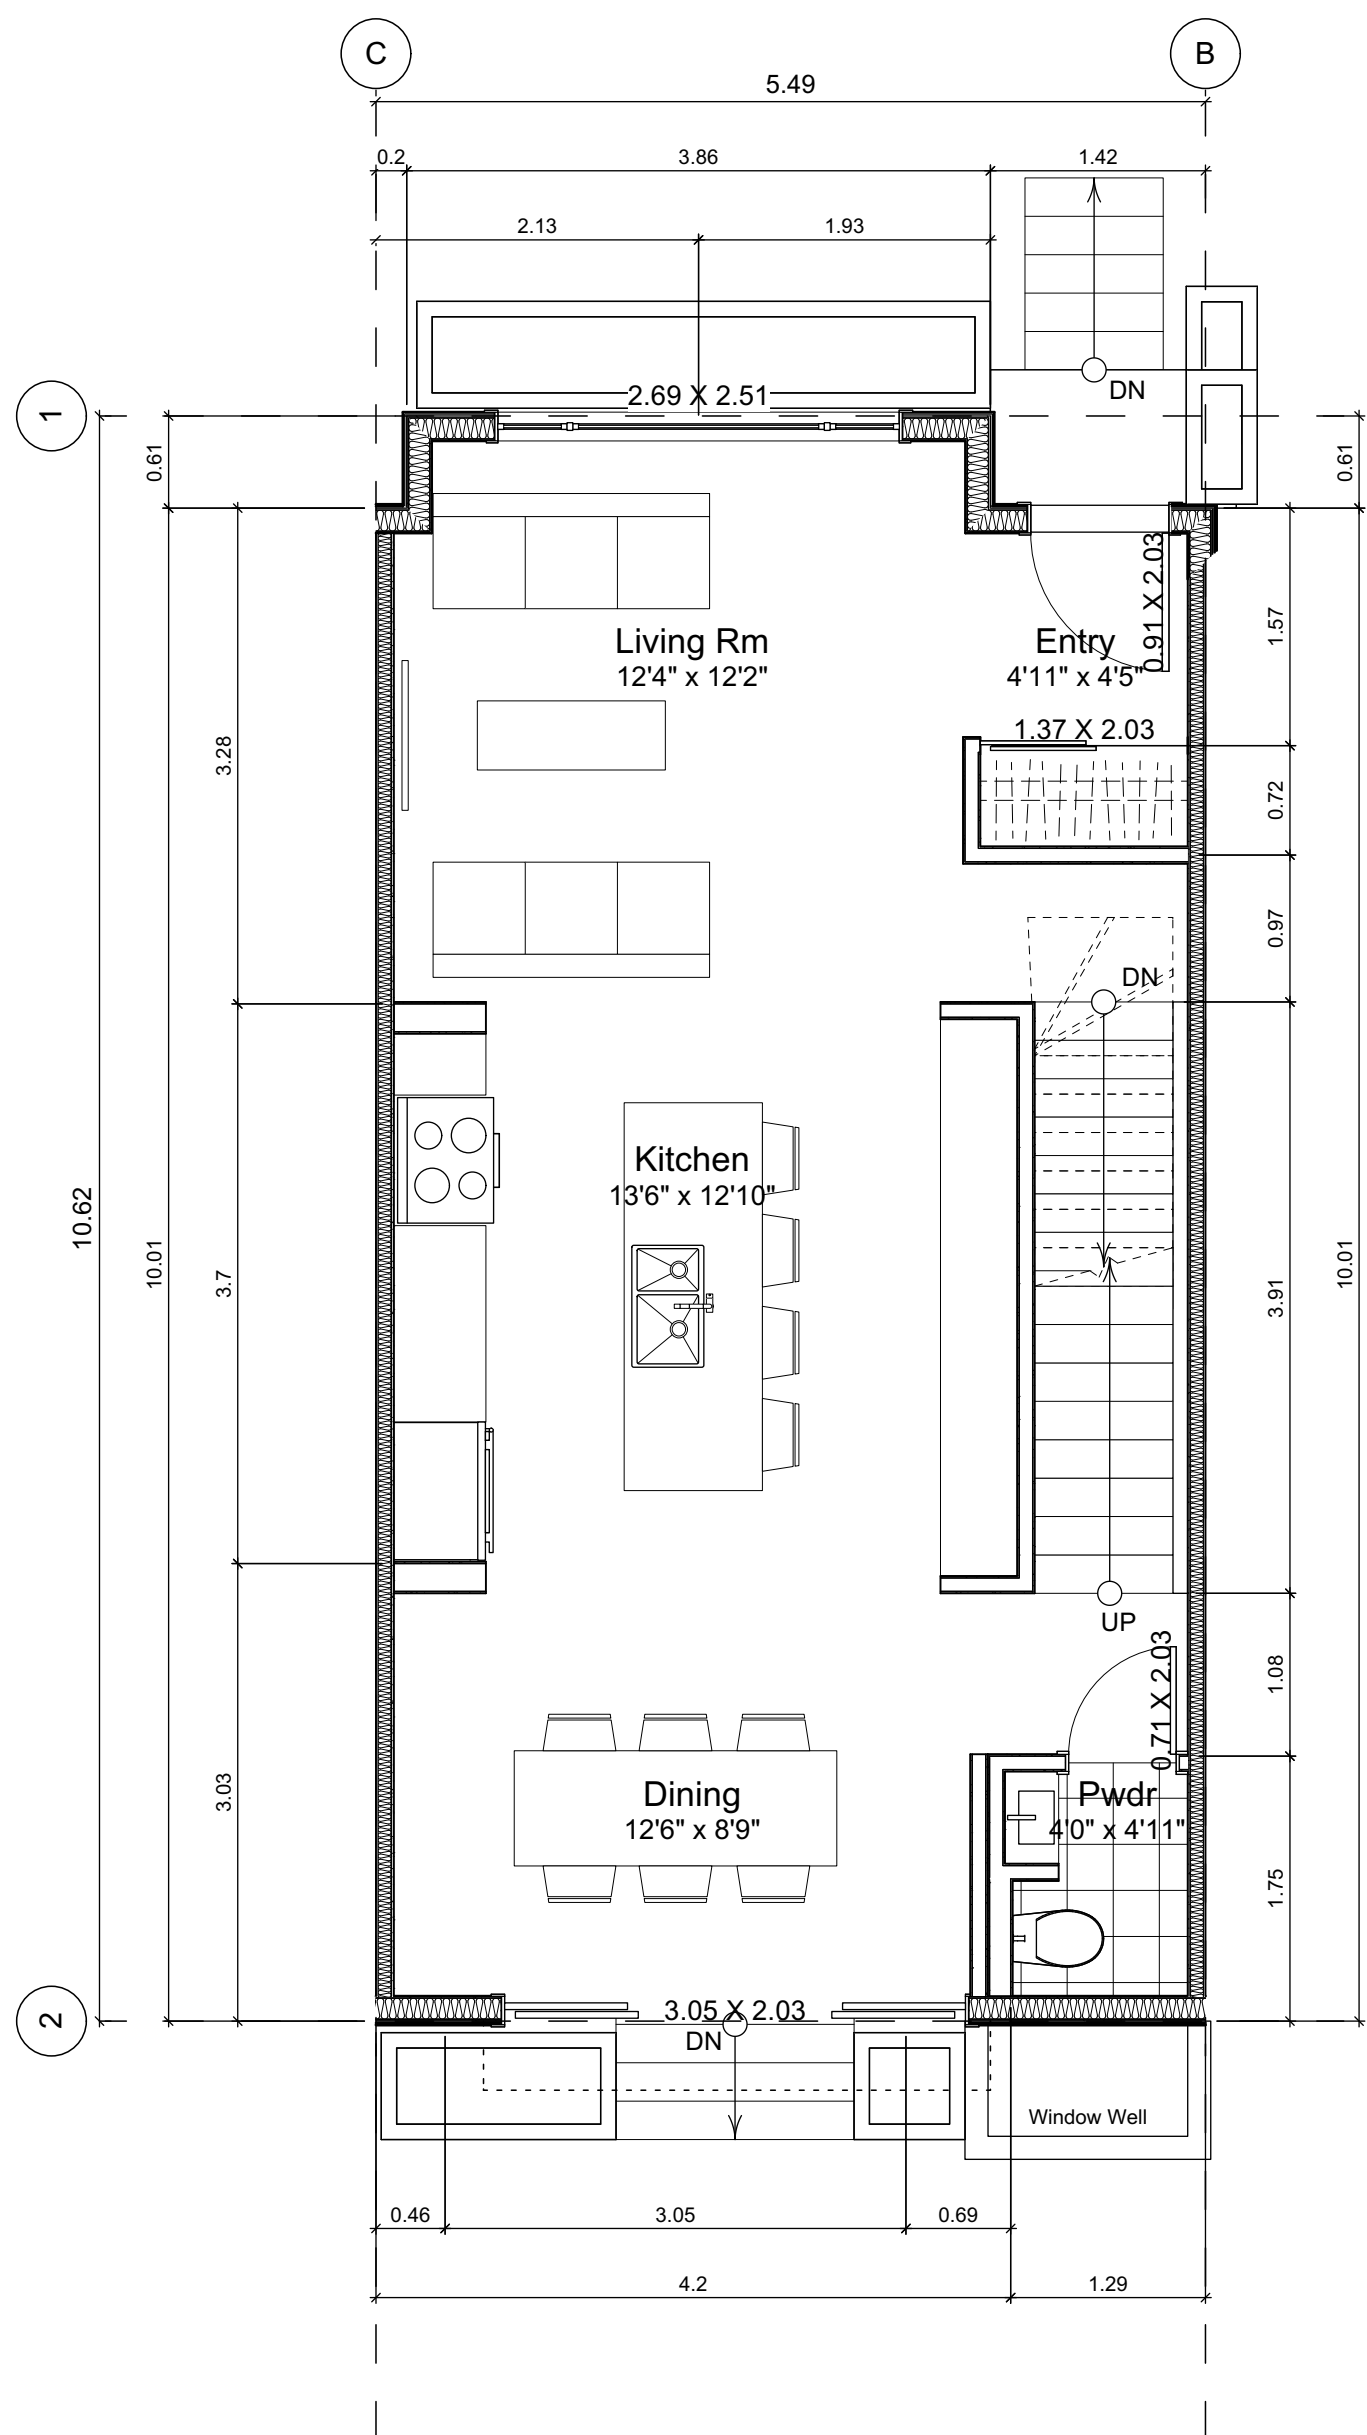 C
B
5.49
0.2
3.86
1.42
2.13
1.93
2.69 X 2.51
DN
1
0.61
0.61
0.91 X 2.03
Living Rm
12'4" x 12'2"
Entry
4'11" x 4'5"
1.57
1.37 X 2.03
3.28
0.72
0.97
DN
Kitchen
13'6" x 12'10"
10.62
10.01
3.7
3.91
10.01
UP
0.71 X 2.03
1.08
Dining
12'6" x 8'9"
Pwdr
4'0" x 4'11"
3.03
1.75
2
3.05 X 2.03
DN
Window Well
0.46
3.05
0.69
4.2
1.29